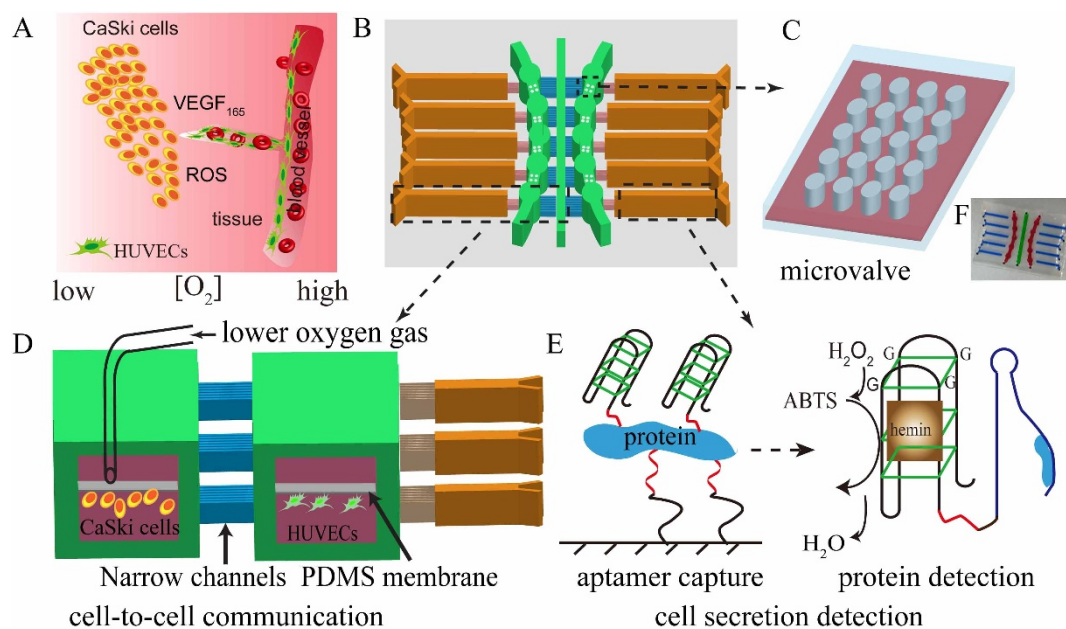 A
CaSki cells
VEGF165
ROS
tissue
blood vessel
HUVECs
low [O2] high
B
C
microvalve
F
D
lower oxygen gas
CaSki cells
HUVECs
Narrow channels PDMS membrane
cell-to-cell communication
E
protein
aptamer capture
H2O2
G G
G
ABTS
hemin
H2O
protein detection
cell secretion detection